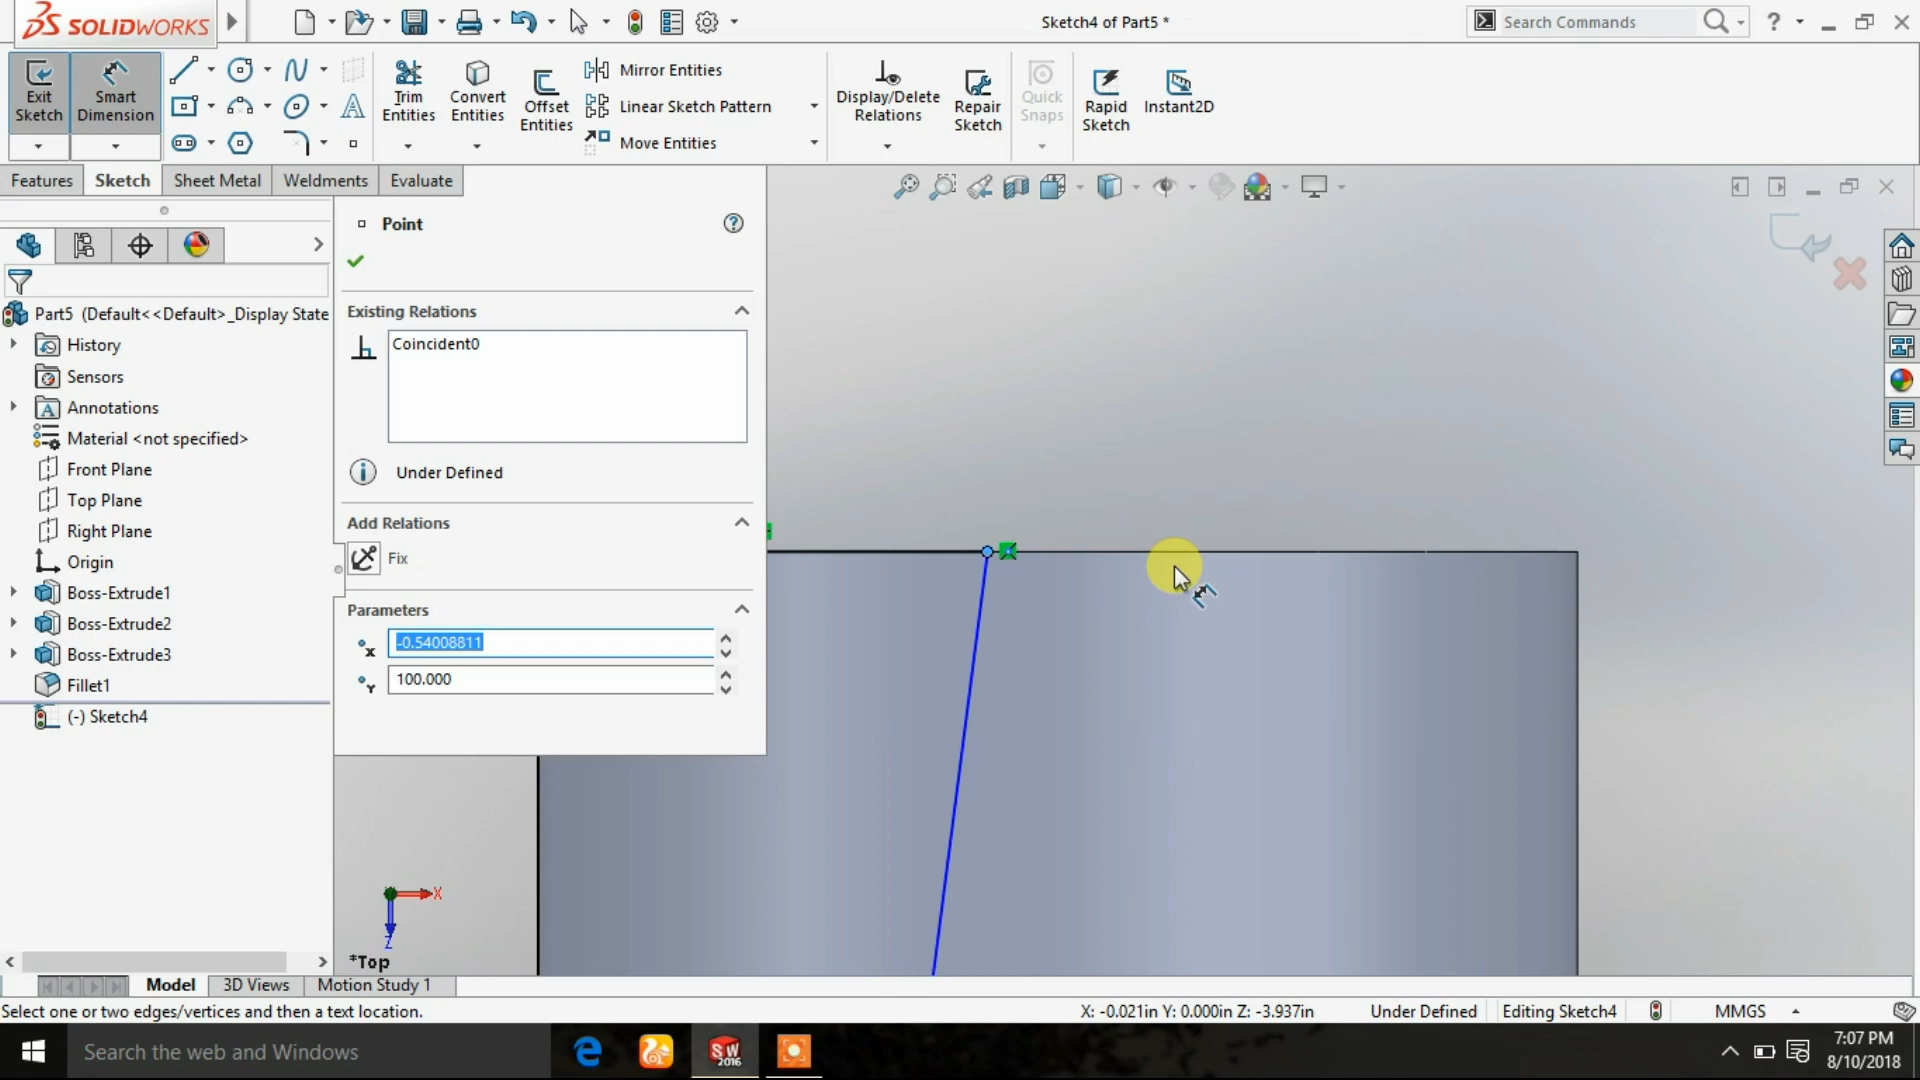 SOLIDWORKS
Sketch4 of Part5 *
Search Commands
Exit
Sketch
Smart
Dimension
Trim
Entities
Convert
Entities
Offset
Entities
Mirror Entities
Linear Sketch Pattern
Move Entities
Display/Delete
Relations
Repair
Sketch
Quick
Snaps
Rapid
Sketch
Instant2D
Features
Sketch
Sheet Metal
Weldments
Evaluate
Part5 (Default<<Default>_Display State
History
Sensors
Annotations
Material <not specified>
Front Plane
Top Plane
Right Plane
Origin
Boss-Extrude1
Boss-Extrude2
Boss-Extrude3
Fillet1
(-) Sketch4
Point
Existing Relations
Coincident0
Under Defined
Add Relations
Fix
Parameters
X
-0.54008811
Y
100.000
X
Z
*Top
Model
3D Views
Motion Study 1
Select one or two edges/vertices and then a text location.
X: -0.021in Y: 0.000in Z: -3.937in
Under Defined
Editing Sketch4
MMGS
Search the web and Windows
SW
2016
7:07 PM
8/10/2018